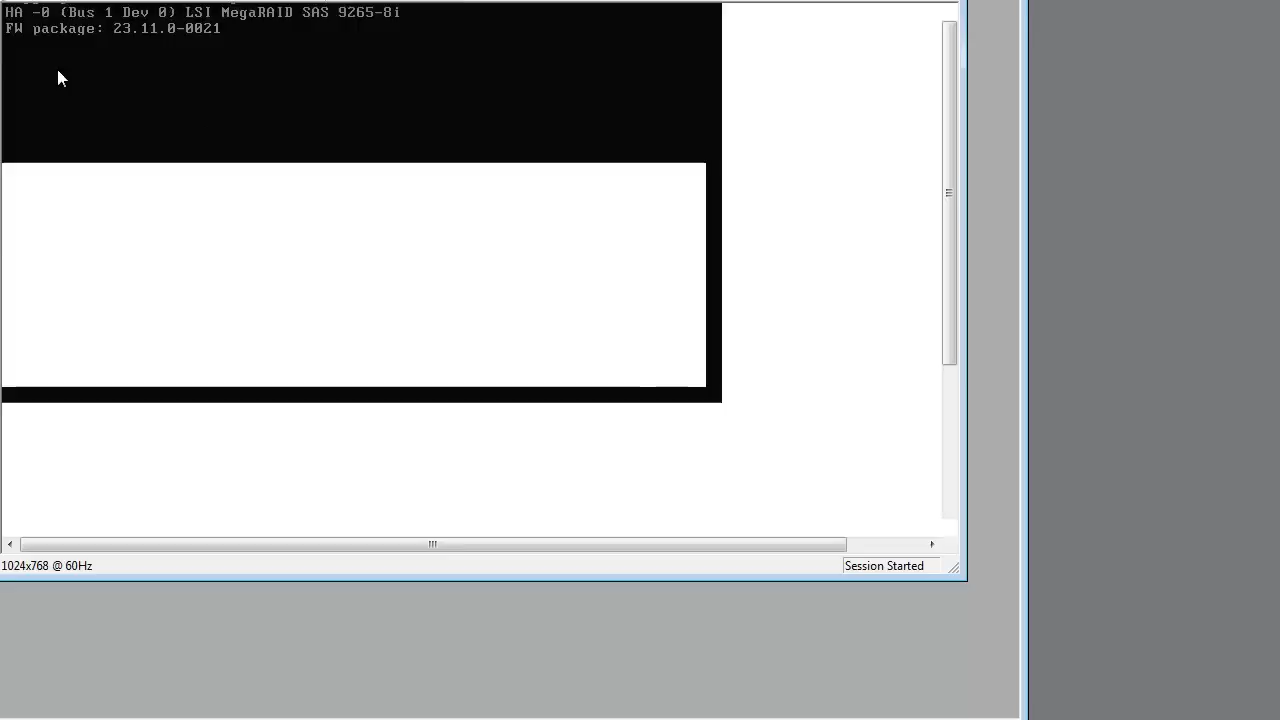 HA -0 (Bus 1 Dev 0) LSI MegaRAID SAS 9265-8i
FW package: 23.11.0-0021
1024x768 @ 60Hz
Session Started